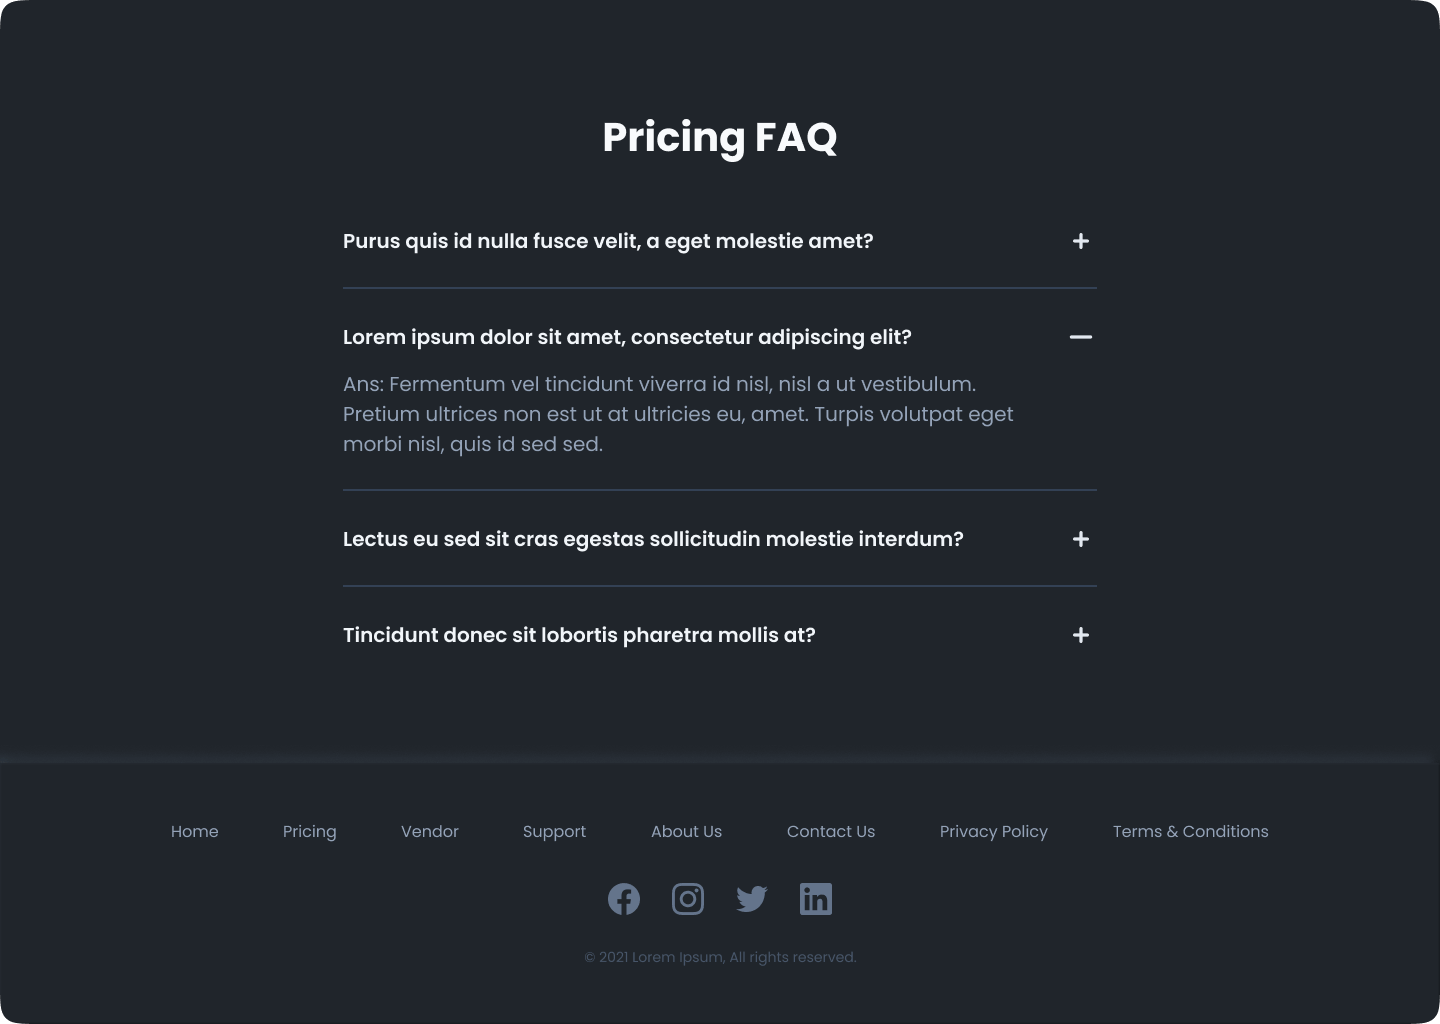 Pricing FAQ
Purus quis id nulla fusce velit, a eget molestie amet?
Lorem ipsum dolor sit amet, consectetur adipiscing elit?
Ans: Fermentum vel tincidunt viverra id nisl, nisl a ut vestibulum.
Pretium ultrices non est ut at ultricies eu, amet. Turpis volutpat eget
morbi nisl, quis id sed sed.
Lectus eu sed sit cras egestas sollicitudin molestie interdum?
Tincidunt donec sit lobortis pharetra mollis at?
Home Pricing Vendor Support About Us Contact Us Privacy Policy Terms & Conditions
© 2021 Lorem Ipsum, All rights reserved.